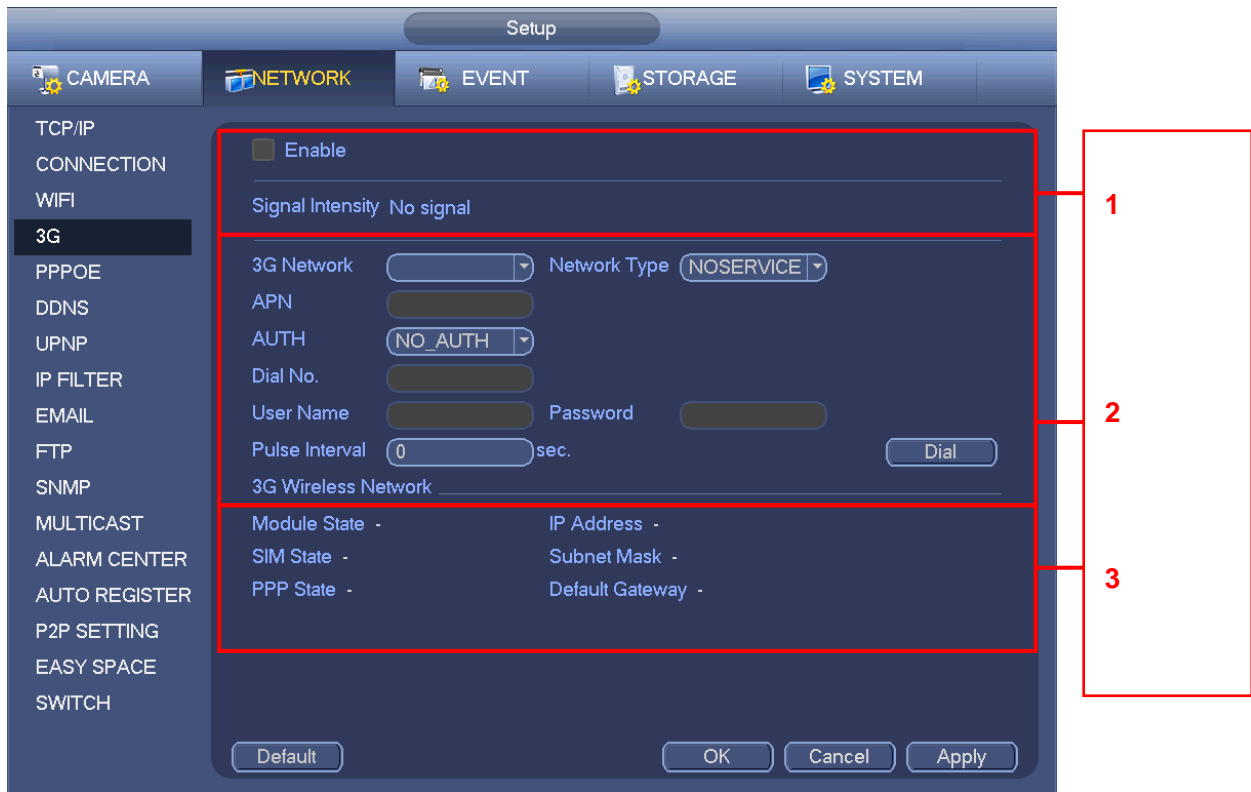 Setup
CAMERA NETWORK EVENT STORAGE SYSTEM
TCP/IP
CONNECTION
WIFI
3G
PPPOE
DDNS
UPNP
IP FILTER
EMAIL
FTP
SNMP
MULTICAST
ALARM CENTER
AUTO REGISTER
P2P SETTING
EASY SPACE
SWITCH
Enable
Signal Intensity No signal
3G Network Network Type NOSERVICE
APN
AUTH NO_AUTH
Dial No.
User Name Password
Pulse Interval 0 sec. Dial
3G Wireless Network
Module State - IP Address -
SIM State - Subnet Mask -
PPP State - Default Gateway -
Default OK Cancel Apply
1
2
3